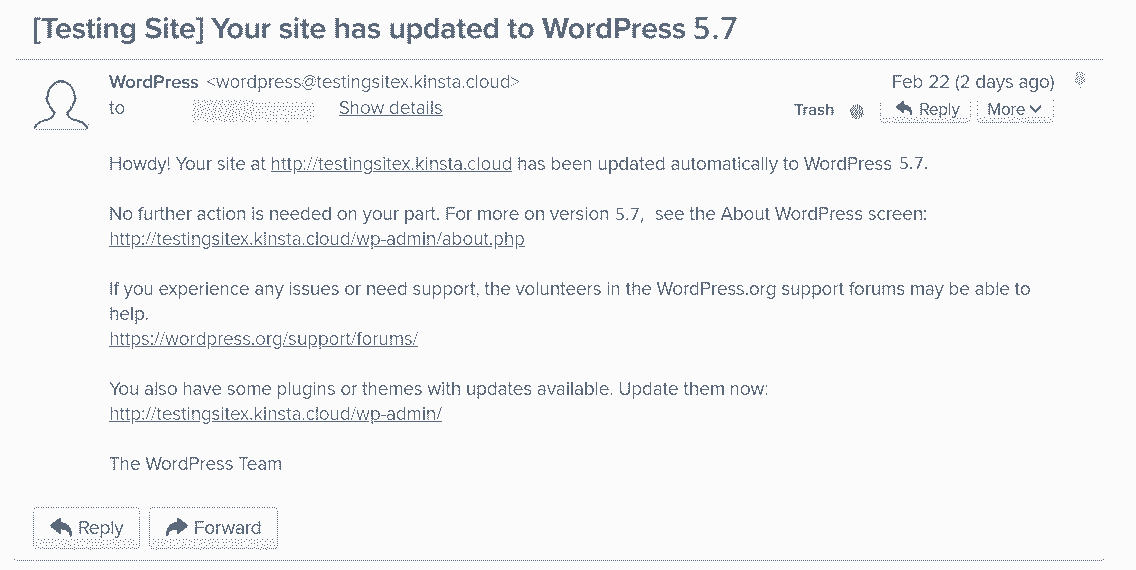 [Testing Site] Your site has updated to WordPress 5.7
WordPress <wordpress@testingsitex.kinsta.cloud>
Feb 22 (2 days ago)
to Show details
Trash Reply More
Howdy! Your site at http://testingsitex.kinsta.cloud has been updated automatically to WordPress 5.7.
No further action is needed on your part. For more on version 5.7, see the About WordPress screen:
http://testingsitex.kinsta.cloud/wp-admin/about.php
If you experience any issues or need support, the volunteers in the WordPress.org support forums may be able to
help.
https://wordpress.org/support/forums/
You also have some plugins or themes with updates available. Update them now:
http://testingsitex.kinsta.cloud/wp-admin/
The WordPress Team
Reply Forward